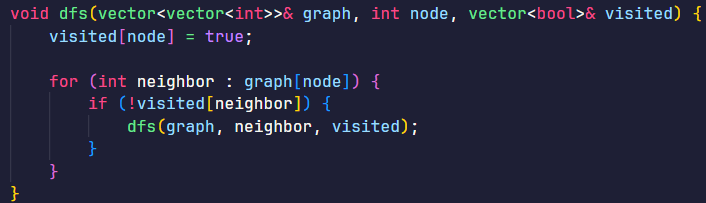 void dfs(vector<vector<int>>& graph, int node, vector<bool>& visited) {
    visited[node] = true;

    for (int neighbor : graph[node]) {
        if (!visited[neighbor]) {
            dfs(graph, neighbor, visited);
        }
    }
}